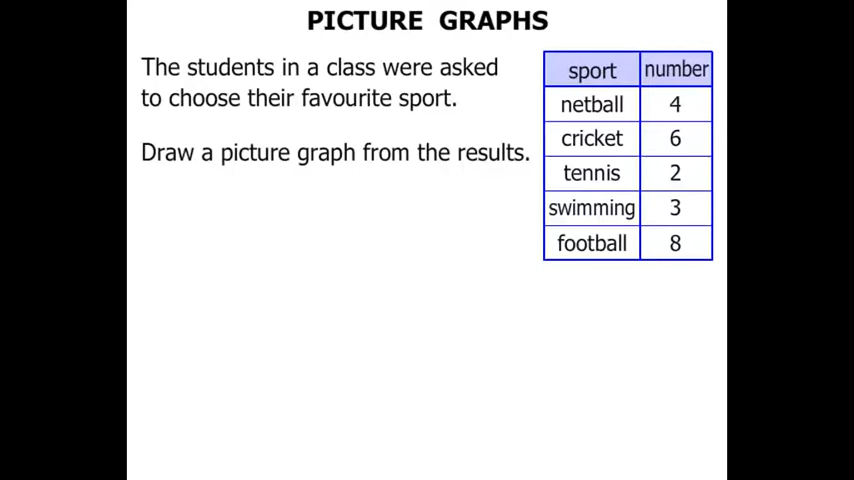 PICTURE GRAPHS
The students in a class were asked
to choose their favourite sport.
Draw a picture graph from the results.
sport number
netball 4
cricket 6
tennis 2
swimming 3
football 8